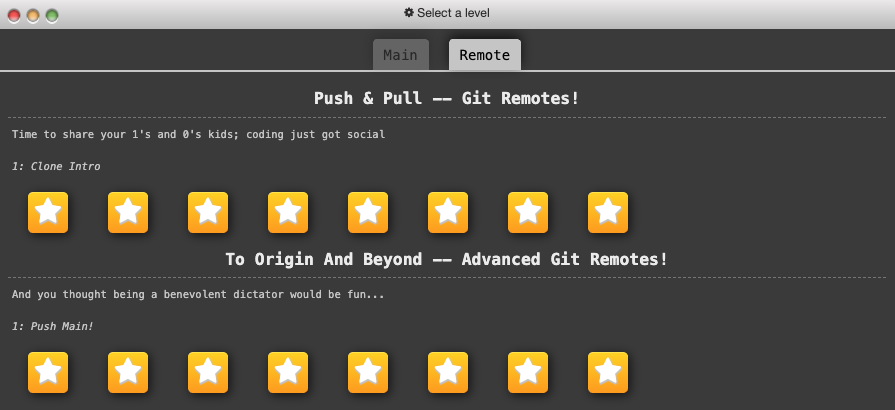 Select a level
Main
Remote
Push & Pull -- Git Remotes!
Time to share your 1's and 0's kids; coding just got social
1: Clone Intro
To Origin And Beyond -- Advanced Git Remotes!
And you thought being a benevolent dictator would be fun...
1: Push Main!